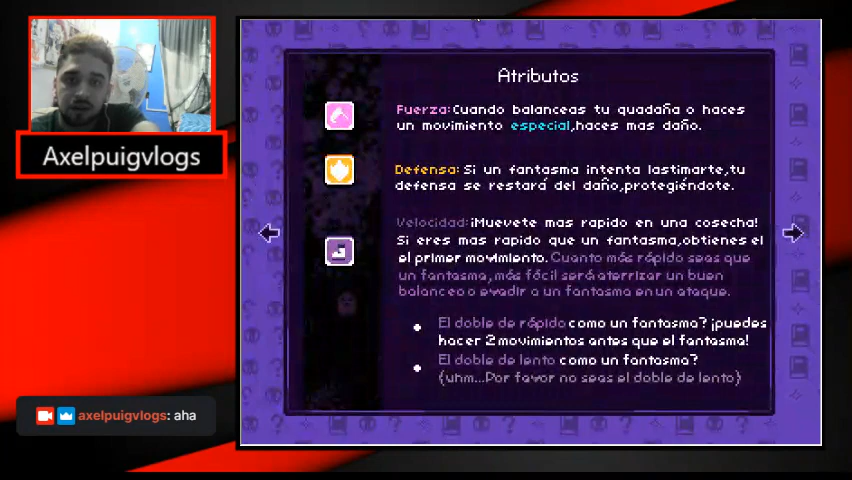 Atributos
Fuerza:Cuando balanceas tu guadaña o haces
un movimiento especial,haces mas daño.
Defensa: Si un fantasma intenta lastimarte,tu
defensa se restará del daño,protegiéndote.
Velocidad:¡Muevete mas rapido en una cosecha!
Si eres mas rapido que un fantasma,obtienes el
el primer movimiento.Cuanto más rápido seas que
un fantasma,más fácil será aterrizar un buen
balanceo o evadir a un fantasma en un ataque.
El doble de rápido como un fantasma? ¡puedes
hacer 2 movimientos antes que el fantasma!
El doble de lento como un fantasma?
(uhm...Por favor no seas el doble de lento)
Axelpuigvlogs
axelpuigvlogs: aha